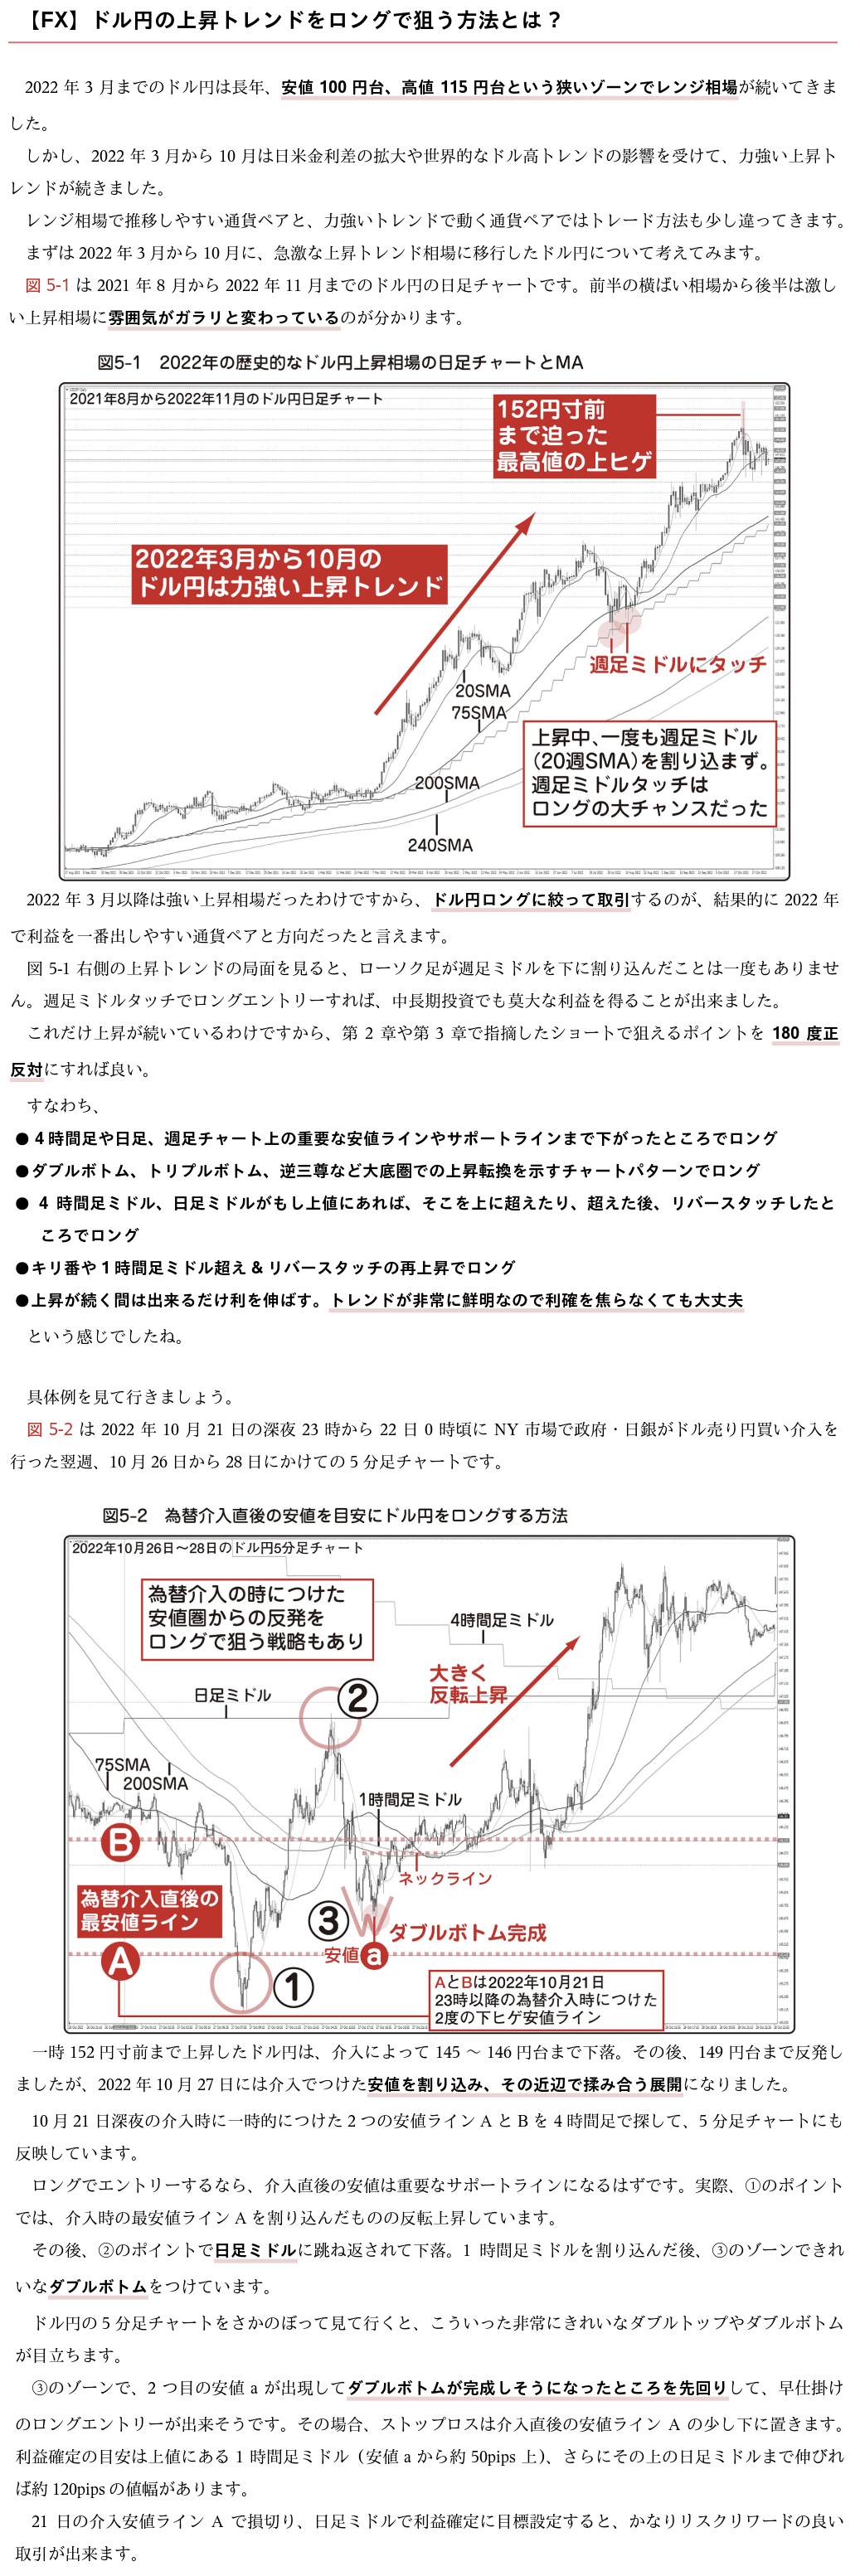 【FX】ドル円の上昇トレンドをロングで狙う方法とは？
2022 年 3 月までのドル円は長年、安値 100 円台、高値 115 円台という狭いゾーンでレンジ相場が続いてきま
した。
しかし、2022 年 3 月から 10 月は日米金利差の拡大や世界的なドル高トレンドの影響を受けて、力強い上昇ト
レンドが続きました。
レンジ相場で推移しやすい通貨ペアと、力強いトレンドで動く通貨ペアではトレード方法も少し違ってきます。
まずは 2022 年 3 月から 10 月に、急激な上昇トレンド相場に移行したドル円について考えてみます。
図 5-1 は 2021 年 8 月から 2022 年 11 月までのドル円の日足チャートです。前半の横ばい相場から後半は激し
い上昇相場に雰囲気がガラリと変わっているのが分かります。
図5-1　2022年の歴史的なドル円上昇相場の日足チャートとMA
2021年8月から2022年11月のドル円日足チャート
152円寸前
まで迫った
最高値の上ヒゲ
2022年3月から10月の
ドル円は力強い上昇トレンド
週足ミドルにタッチ
20SMA
75SMA
上昇中、一度も週足ミドル
（20週SMA）を割り込まず。
週足ミドルタッチは
ロングの大チャンスだった
200SMA
240SMA
2022 年 3 月以降は強い上昇相場だったわけですから、ドル円ロングに絞って取引するのが、結果的に 2022 年
で利益を一番出しやすい通貨ペアと方向だったと言えます。
図 5-1 右側の上昇トレンドの局面を見ると、ローソク足が週足ミドルを下に割り込んだことは一度もありませ
ん。週足ミドルタッチでロングエントリーすれば、中長期投資でも莫大な利益を得ることが出来ました。
これだけ上昇が続いているわけですから、第 2 章や第 3 章で指摘したショートで狙えるポイントを 180 度正
反対にすれば良い。
すなわち、
● 4 時間足や日足、週足チャート上の重要な安値ラインやサポートラインまで下がったところでロング
●ダブルボトム、トリプルボトム、逆三尊など大底圏での上昇転換を示すチャートパターンでロング
● 4 時間足ミドル、日足ミドルがもし上値にあれば、そこを上に超えたり、超えた後、リバースタッチしたと
ころでロング
●キリ番や 1 時間足ミドル超え & リバースタッチの再上昇でロング
●上昇が続く間は出来るだけ利を伸ばす。トレンドが非常に鮮明なので利確を焦らなくても大丈夫
という感じでしたね。
具体例を見て行きましょう。
図 5-2 は 2022 年 10 月 21 日の深夜 23 時から 22 日 0 時頃に NY 市場で政府・日銀がドル売り円買い介入を
行った翌週、10 月 26 日から 28 日にかけての 5 分足チャートです。
図5-2　為替介入直後の安値を目安にドル円をロングする方法
2022年10月26日～28日のドル円5分足チャート
為替介入の時につけた
安値圏からの反発を
ロングで狙う戦略もあり
4時間足ミドル
大きく
反転上昇
日足ミドル
②
75SMA
200SMA
1時間足ミドル
B
ネックライン
為替介入直後の
最安値ライン
③
ダブルボトム完成
安値a
A
①
AとBは2022年10月21日
23時以降の為替介入時につけた
2度の下ヒゲ安値ライン
一時 152 円寸前まで上昇したドル円は、介入によって 145 ～ 146 円台まで下落。その後、149 円台まで反発し
ましたが、2022 年 10 月 27 日には介入でつけた安値を割り込み、その近辺で揉み合う展開になりました。
10 月 21 日深夜の介入時に一時的につけた 2 つの安値ライン A と B を 4 時間足で探して、5 分足チャートにも
反映しています。
ロングでエントリーするなら、介入直後の安値は重要なサポートラインになるはずです。実際、①のポイント
では、介入時の最安値ライン A を割り込んだものの反転上昇しています。
その後、②のポイントで日足ミドルに跳ね返されて下落。1 時間足ミドルを割り込んだ後、③のゾーンできれ
いなダブルボトムをつけています。
ドル円の 5 分足チャートをさかのぼって見て行くと、こういった非常にきれいなダブルトップやダブルボトム
が目立ちます。
③のゾーンで、2 つ目の安値 a が出現してダブルボトムが完成しそうになったところを先回りして、早仕掛け
のロングエントリーが出来そうです。その場合、ストップロスは介入直後の安値ライン A の少し下に置きます。
利益確定の目安は上値にある 1 時間足ミドル（安値 a から約 50pips 上）、さらにその上の日足ミドルまで伸びれ
ば約 120pips の値幅があります。
21 日の介入安値ライン A で損切り、日足ミドルで利益確定に目標設定すると、かなりリスクリワードの良い
取引が出来ます。